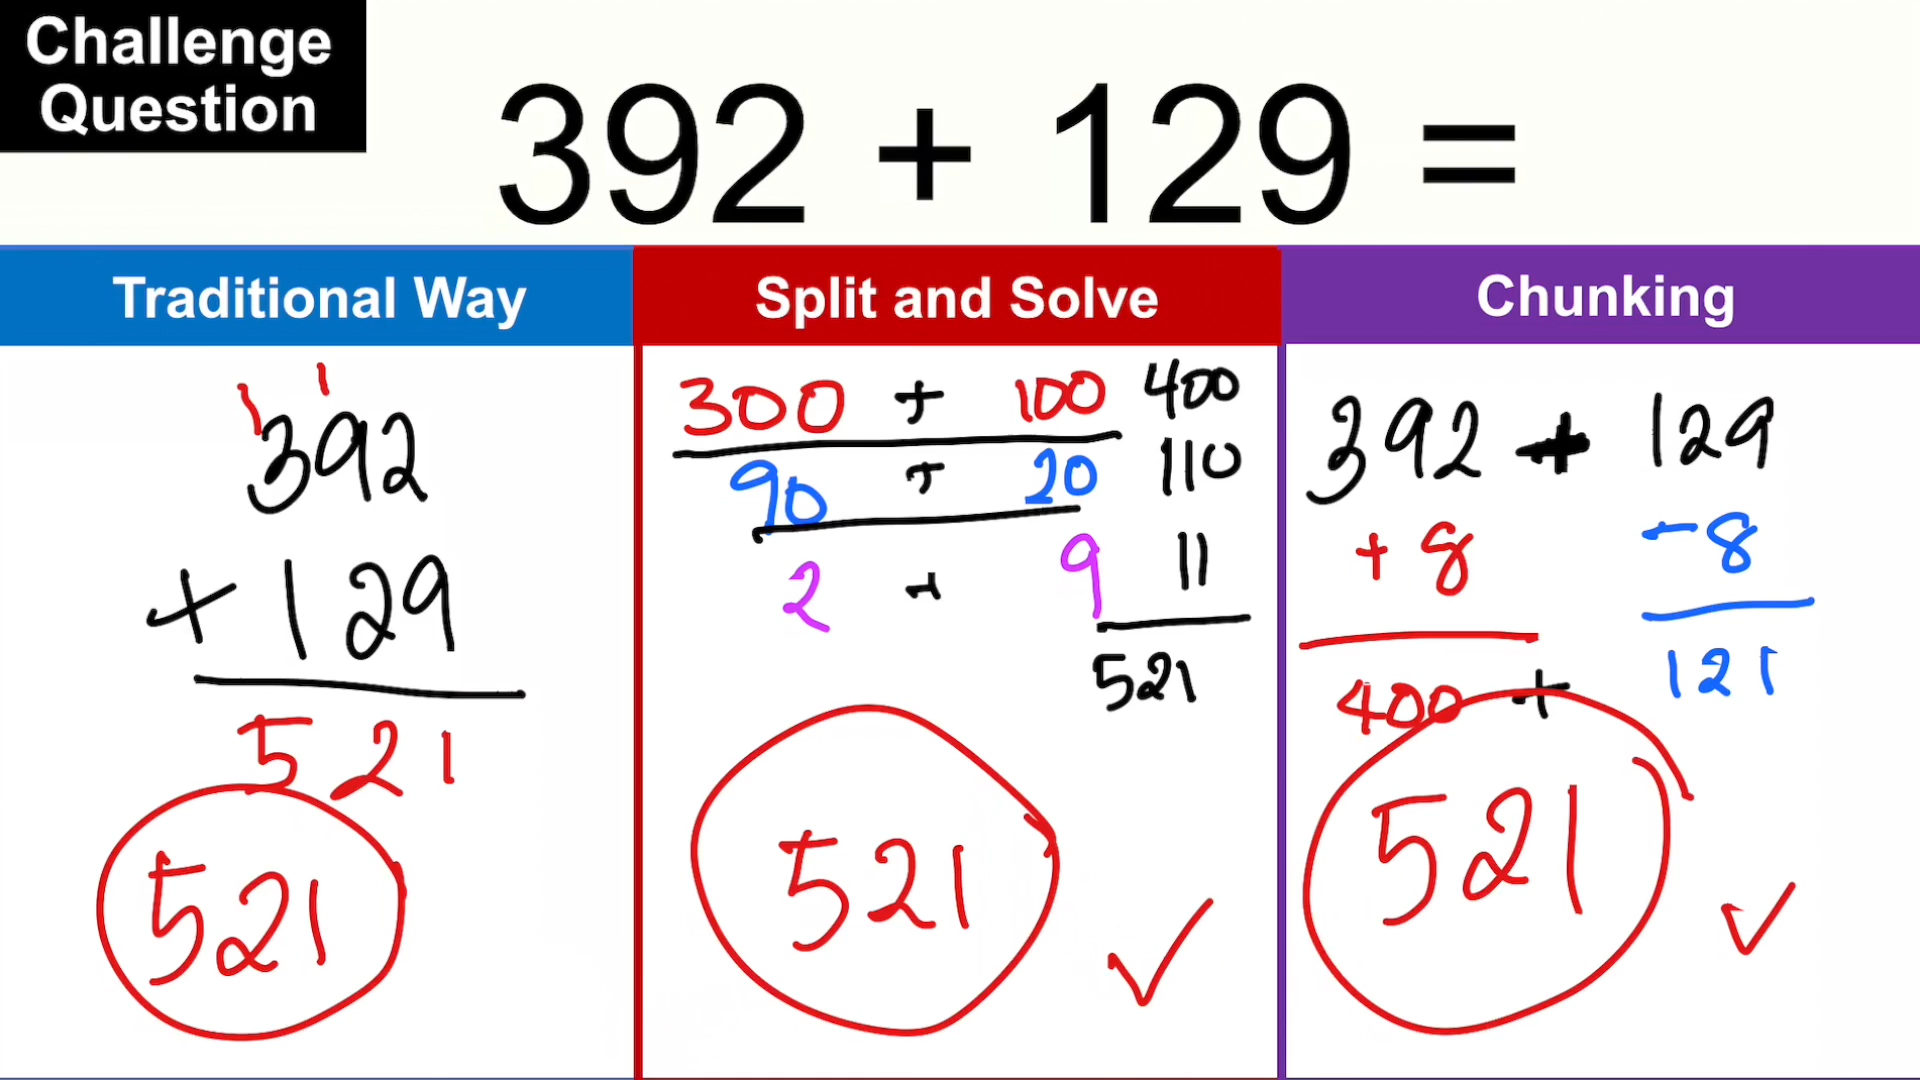 Challenge
Question
392 + 129 =
Traditional Way
1 1
392
+ 129
521
521
Split and Solve
300 + 100 400
90 + 20 110
2 + 9 11
521
521
Chunking
392 + 129
+ 8 - 8
400 + 121
521